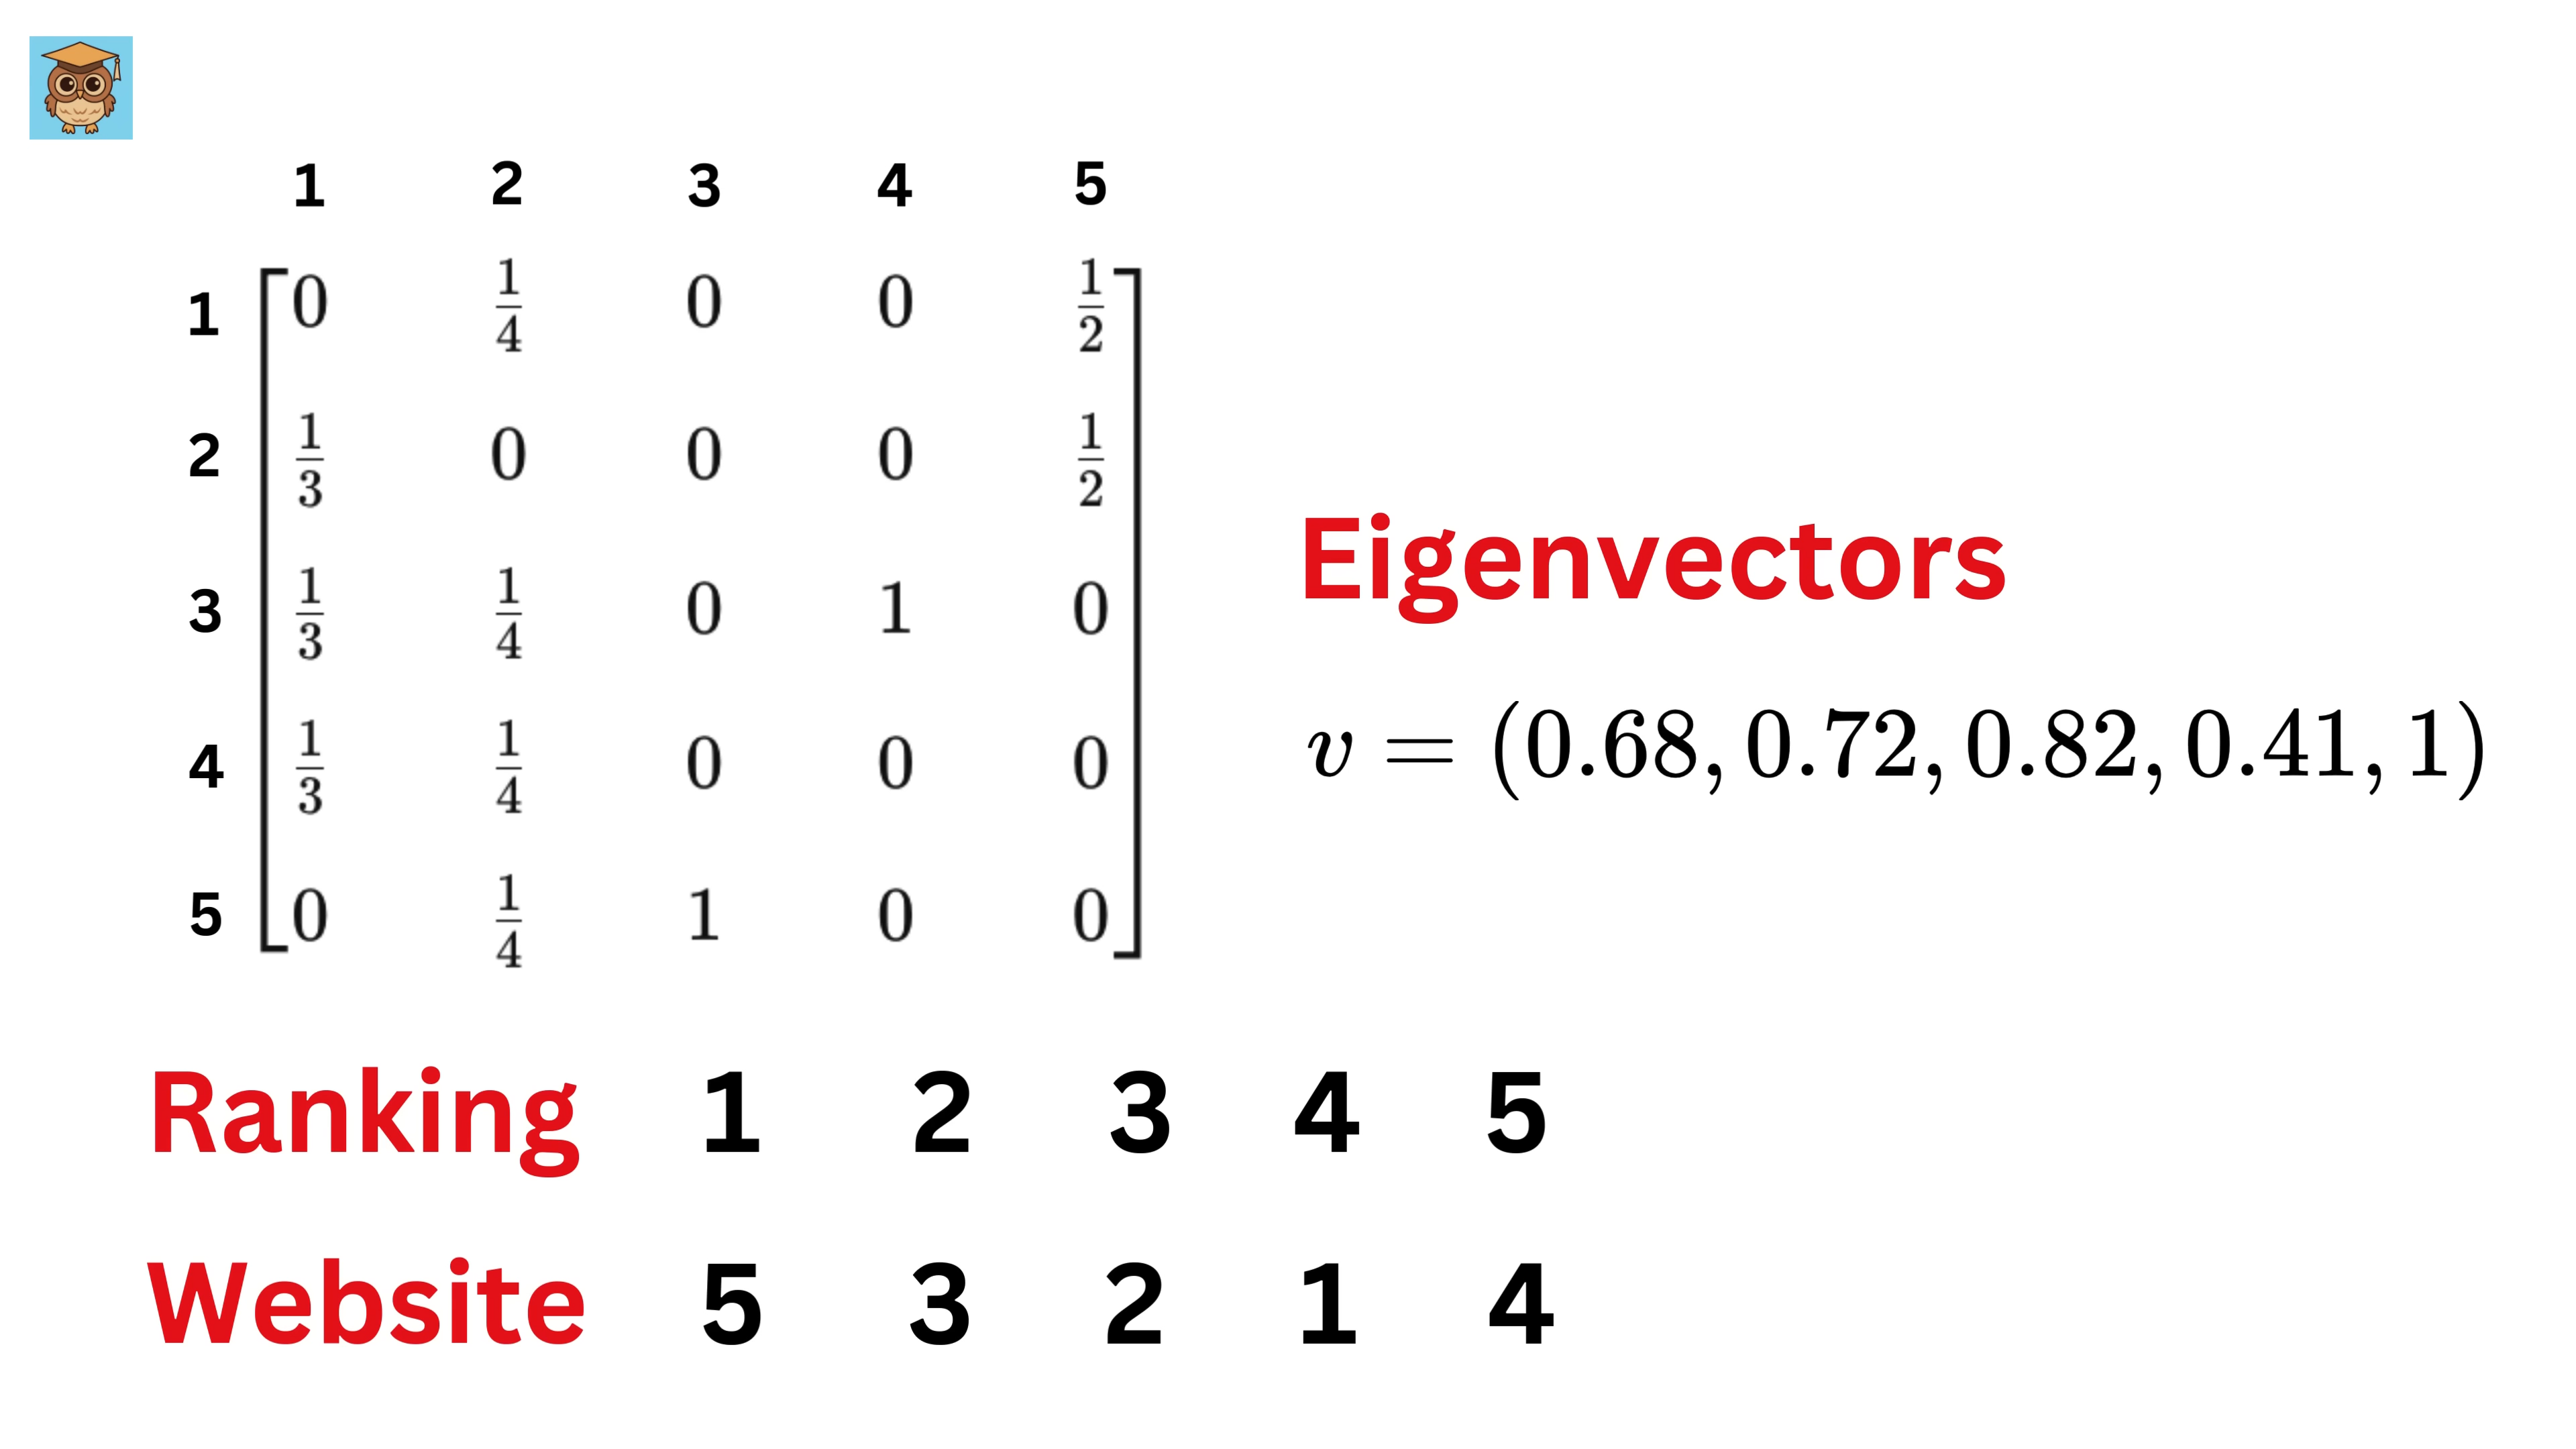 1 2 3 4 5
1 0 1/4 0 0 1/2
2 1/3 0 0 0 1/2
3 1/3 1/4 0 1 0
4 1/3 1/4 0 0 0
5 0 1/4 1 0 0
Eigenvectors
v = (0.68, 0.72, 0.82, 0.41, 1)
Ranking 1 2 3 4 5
Website 5 3 2 1 4